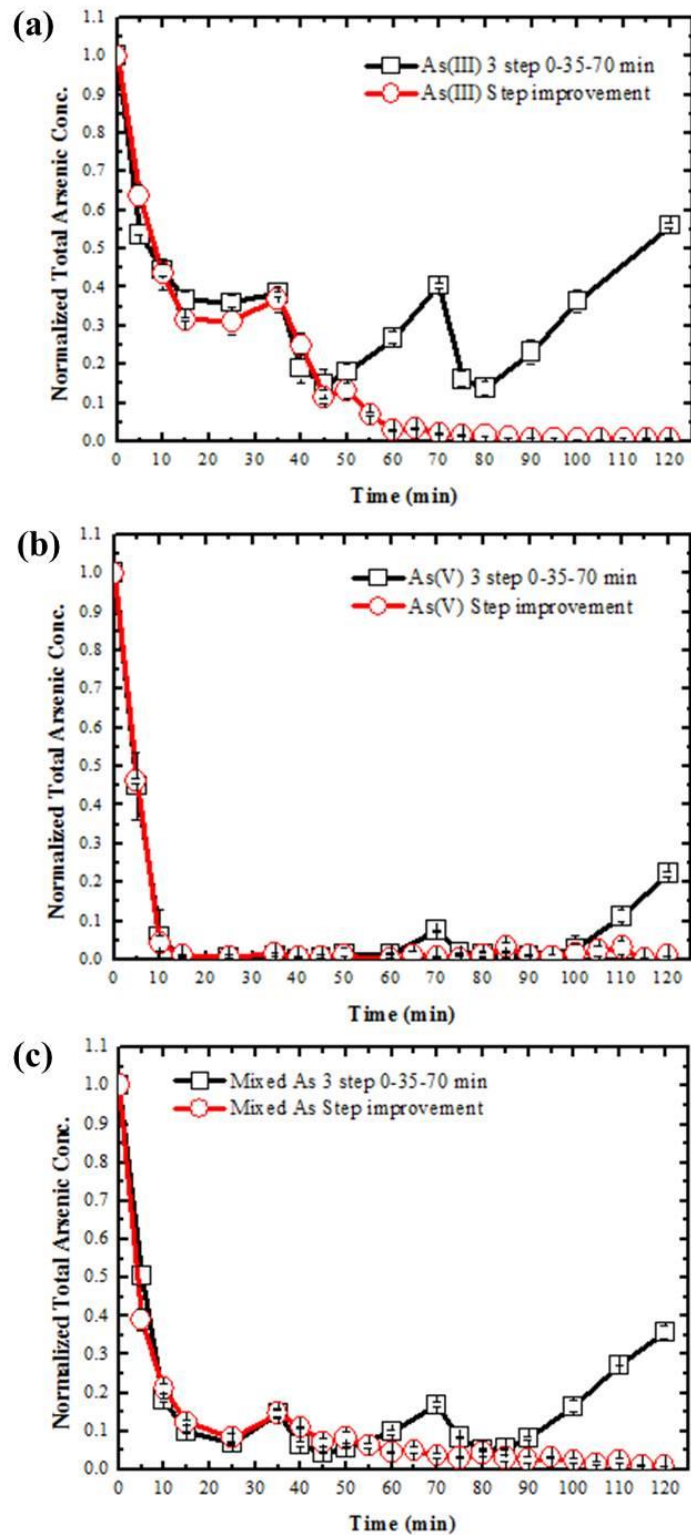 (a)
1.1
1.0
0.9
0.8
0.7
0.6
0.5
0.4
0.3
0.2
0.1
0.0
Normalized Total Arsenic Conc.
As(III) 3 step 0-35-70 min
As(III) Step improvement
0 10 20 30 40 50 60 70 80 90 100 110 120
Time (min)
(b)
1.1
1.0
0.9
0.8
0.7
0.6
0.5
0.4
0.3
0.2
0.1
0.0
Normalized Total Arsenic Conc.
As(V) 3 step 0-35-70 min
As(V) Step improvement
0 10 20 30 40 50 60 70 80 90 100 110 120
Time (min)
(c)
1.1
1.0
0.9
0.8
0.7
0.6
0.5
0.4
0.3
0.2
0.1
0.0
Normalized Total Arsenic Conc.
Mixed As 3 step 0-35-70 min
Mixed As Step improvement
0 10 20 30 40 50 60 70 80 90 100 110 120
Time (min)